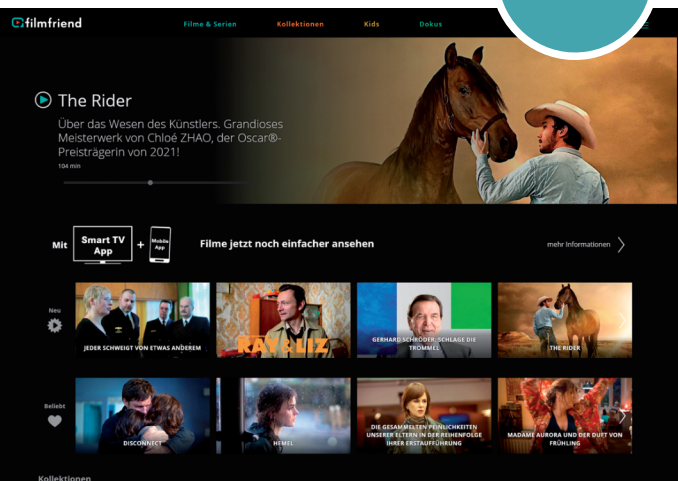 filmfriend
Filme & Serien
Kollektionen
Kids
Dokus
The Rider
Über das Wesen des Künstlers. Grandioses
Meisterwerk von Chloé ZHAO, der Oscar®-
Preisträgerin von 2021!
104 min
Mit
Smart TV
App
+
Mobile
App
Filme jetzt noch einfacher ansehen
mehr Informationen
Neu
JEDER SCHWEIGT VON ETWAS ANDEREM
RAY & LIZ
GERHARD SCHRÖDER: SCHLAGE DIE
TROMMEL
THE RIDER
Beliebt
DISCONNECT
HEMEL
DIE GESAMMELTEN PEINLICHKEITEN
UNSERER ELTERN IN DER REIHENFOLGE
IHRER ERSTAUFFÜHRUNG
MADAME AURORA UND DER DUFT VON
FRÜHLING
Kollektionen